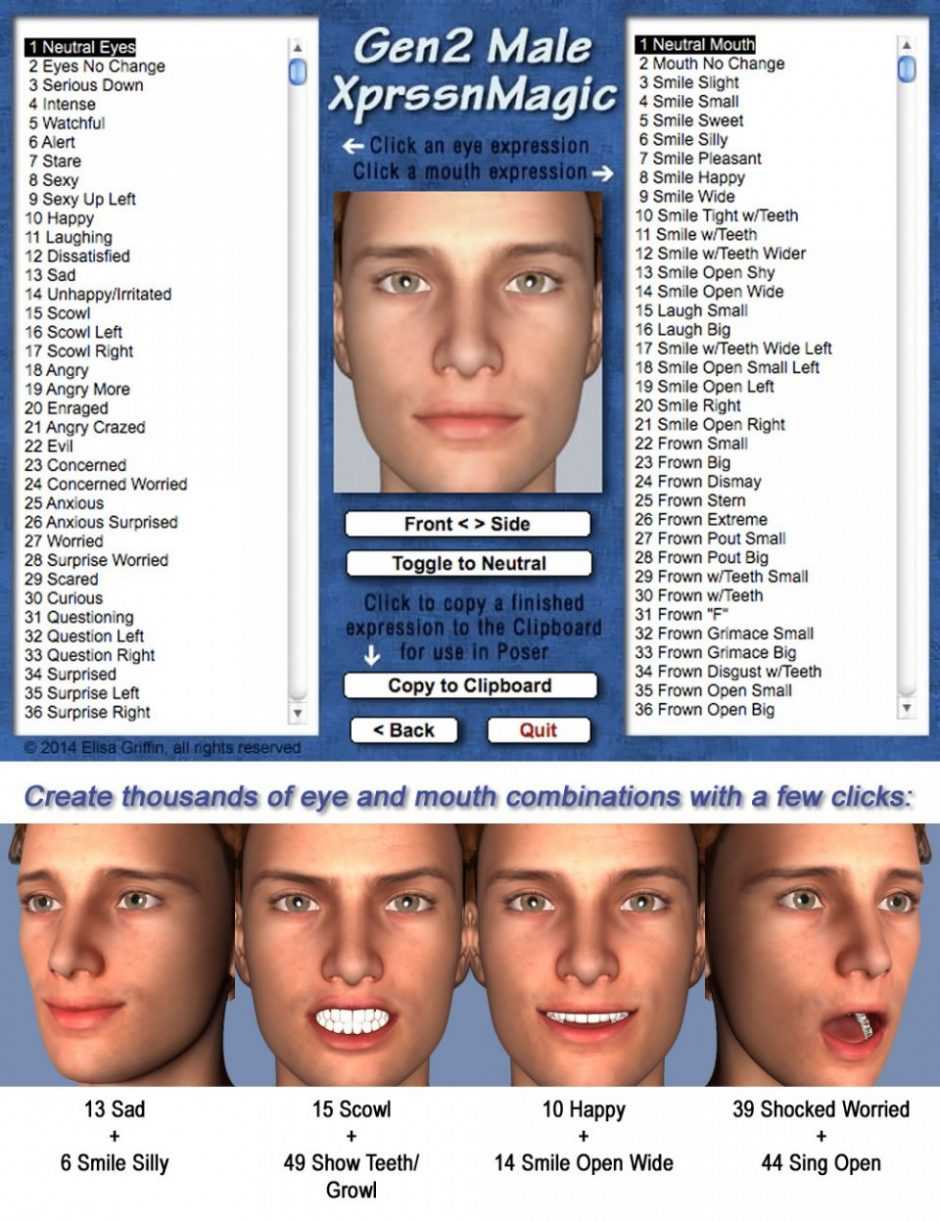 1 Neutral Eyes
2 Eyes No Change
3 Serious Down
4 Intense
5 Watchful
6 Alert
7 Stare
8 Sexy
9 Sexy Up Left
10 Happy
11 Laughing
12 Dissatisfied
13 Sad
14 Unhappy/Irritated
15 Scowl
16 Scowl Left
17 Scowl Right
18 Angry
19 Angry More
20 Enraged
21 Angry Crazed
22 Evil
23 Concerned
24 Concerned Worried
25 Anxious
26 Anxious Surprised
27 Worried
28 Surprise Worried
29 Scared
30 Curious
31 Questioning
32 Question Left
33 Question Right
34 Surprised
35 Surprise Left
36 Surprise Right
© 2014 Elisa Griffin, all rights reserved
Gen2 Male
XprssnMagic
Click an eye expression
Click a mouth expression
Front < > Side
Toggle to Neutral
Click to copy a finished
expression to the Clipboard
for use in Poser
Copy to Clipboard
< Back
Quit
1 Neutral Mouth
2 Mouth No Change
3 Smile Slight
4 Smile Small
5 Smile Sweet
6 Smile Silly
7 Smile Pleasant
8 Smile Happy
9 Smile Wide
10 Smile Tight w/Teeth
11 Smile w/Teeth
12 Smile w/Teeth Wider
13 Smile Open Shy
14 Smile Open Wide
15 Laugh Small
16 Laugh Big
17 Smile w/Teeth Wide Left
18 Smile Open Small Left
19 Smile Open Left
20 Smile Right
21 Smile Open Right
22 Frown Small
23 Frown Big
24 Frown Dismay
25 Frown Stern
26 Frown Extreme
27 Frown Pout Small
28 Frown Pout Big
29 Frown w/Teeth Small
30 Frown w/Teeth
31 Frown "F"
32 Frown Grimace Small
33 Frown Grimace Big
34 Frown Disgust w/Teeth
35 Frown Open Small
36 Frown Open Big
Create thousands of eye and mouth combinations with a few clicks:
13 Sad
+
6 Smile Silly
15 Scowl
+
49 Show Teeth/
Growl
10 Happy
+
14 Smile Open Wide
39 Shocked Worried
+
44 Sing Open